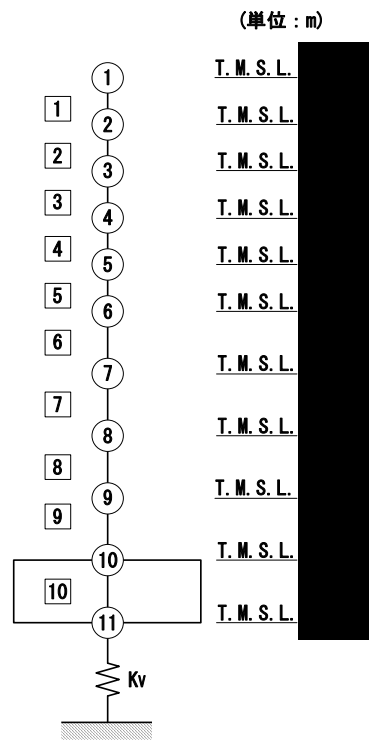 (単位：m)
① T.M.S.L.
1
② T.M.S.L.
2
③ T.M.S.L.
3
④ T.M.S.L.
4
⑤ T.M.S.L.
5
⑥ T.M.S.L.
6
⑦ T.M.S.L.
7
⑧ T.M.S.L.
8
⑨ T.M.S.L.
9
⑩ T.M.S.L.
10
⑪ T.M.S.L.
Kv